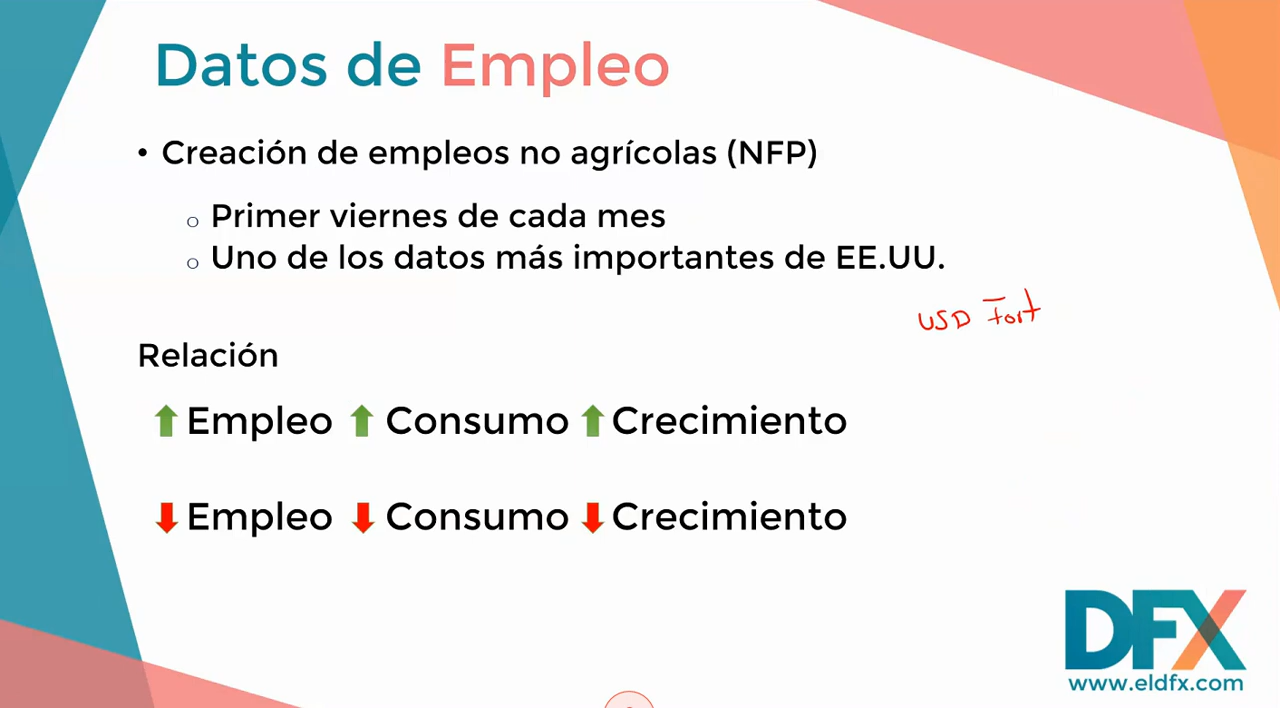 Datos de Empleo
• Creación de empleos no agrícolas (NFP)
o Primer viernes de cada mes
o Uno de los datos más importantes de EE.UU.
USD Fort
Relación
Empleo Consumo Crecimiento
Empleo Consumo Crecimiento
DFX
www.eldfx.com